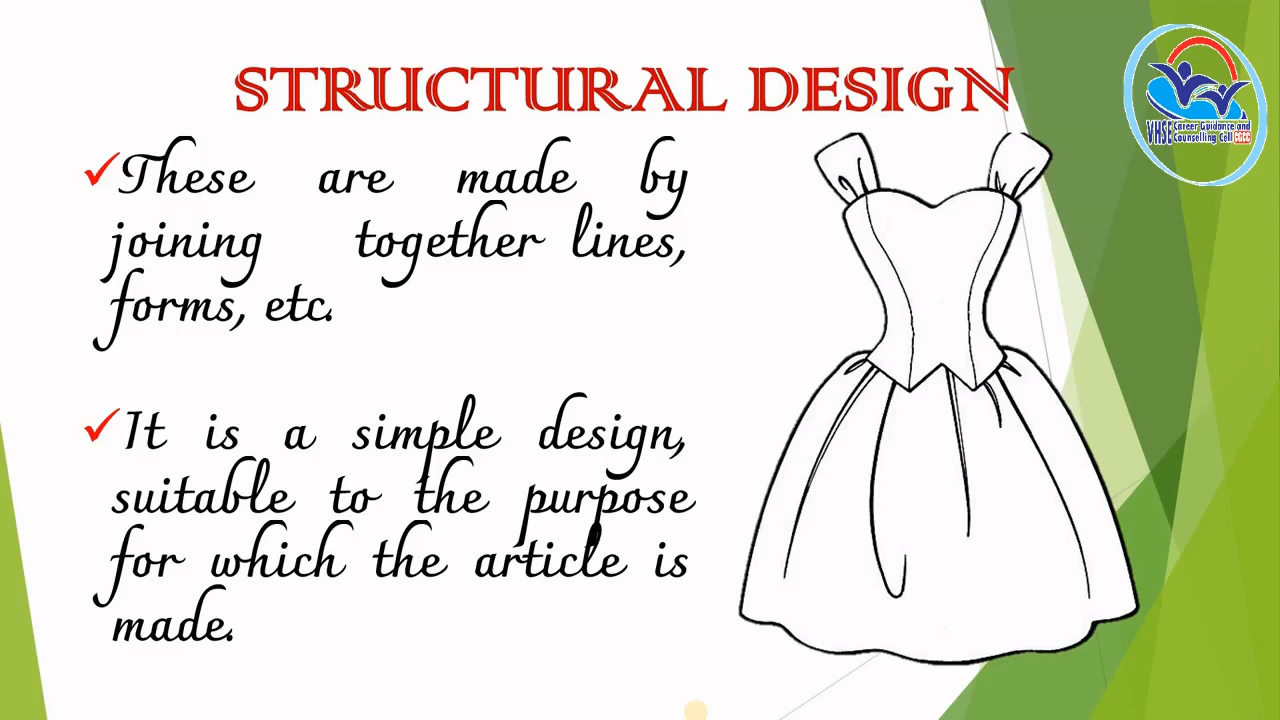 STRUCTURAL DESIGN
These are made by
joining together lines,
forms, etc.
It is a simple design,
suitable to the purpose
for which the article is
made.
VHSE Career Guidance and
Counselling Cell CGCC